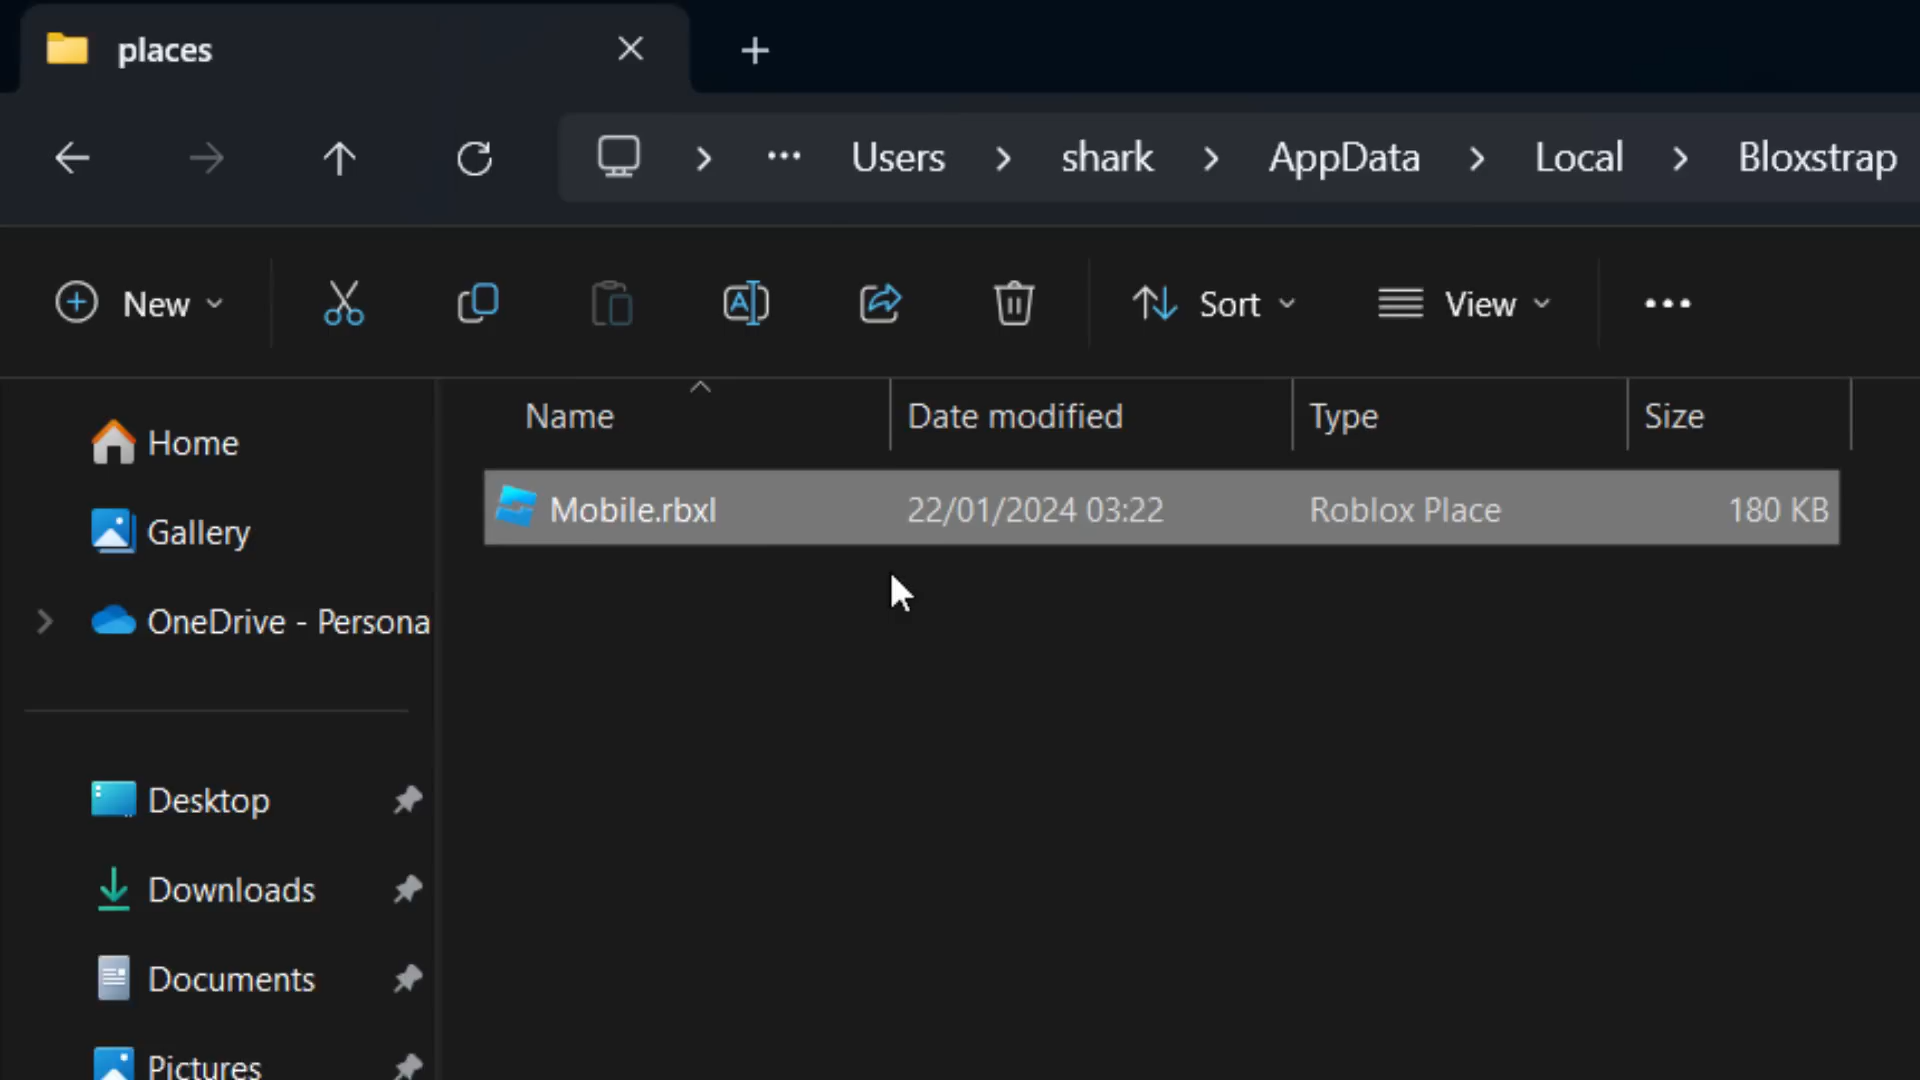 places
Users > shark > AppData > Local > Bloxstrap
New
Sort
View
Name
Date modified
Type
Size
Mobile.rbxl
22/01/2024 03:22
Roblox Place
180 KB
Home
Gallery
OneDrive - Persona
Desktop
Downloads
Documents
Pictures